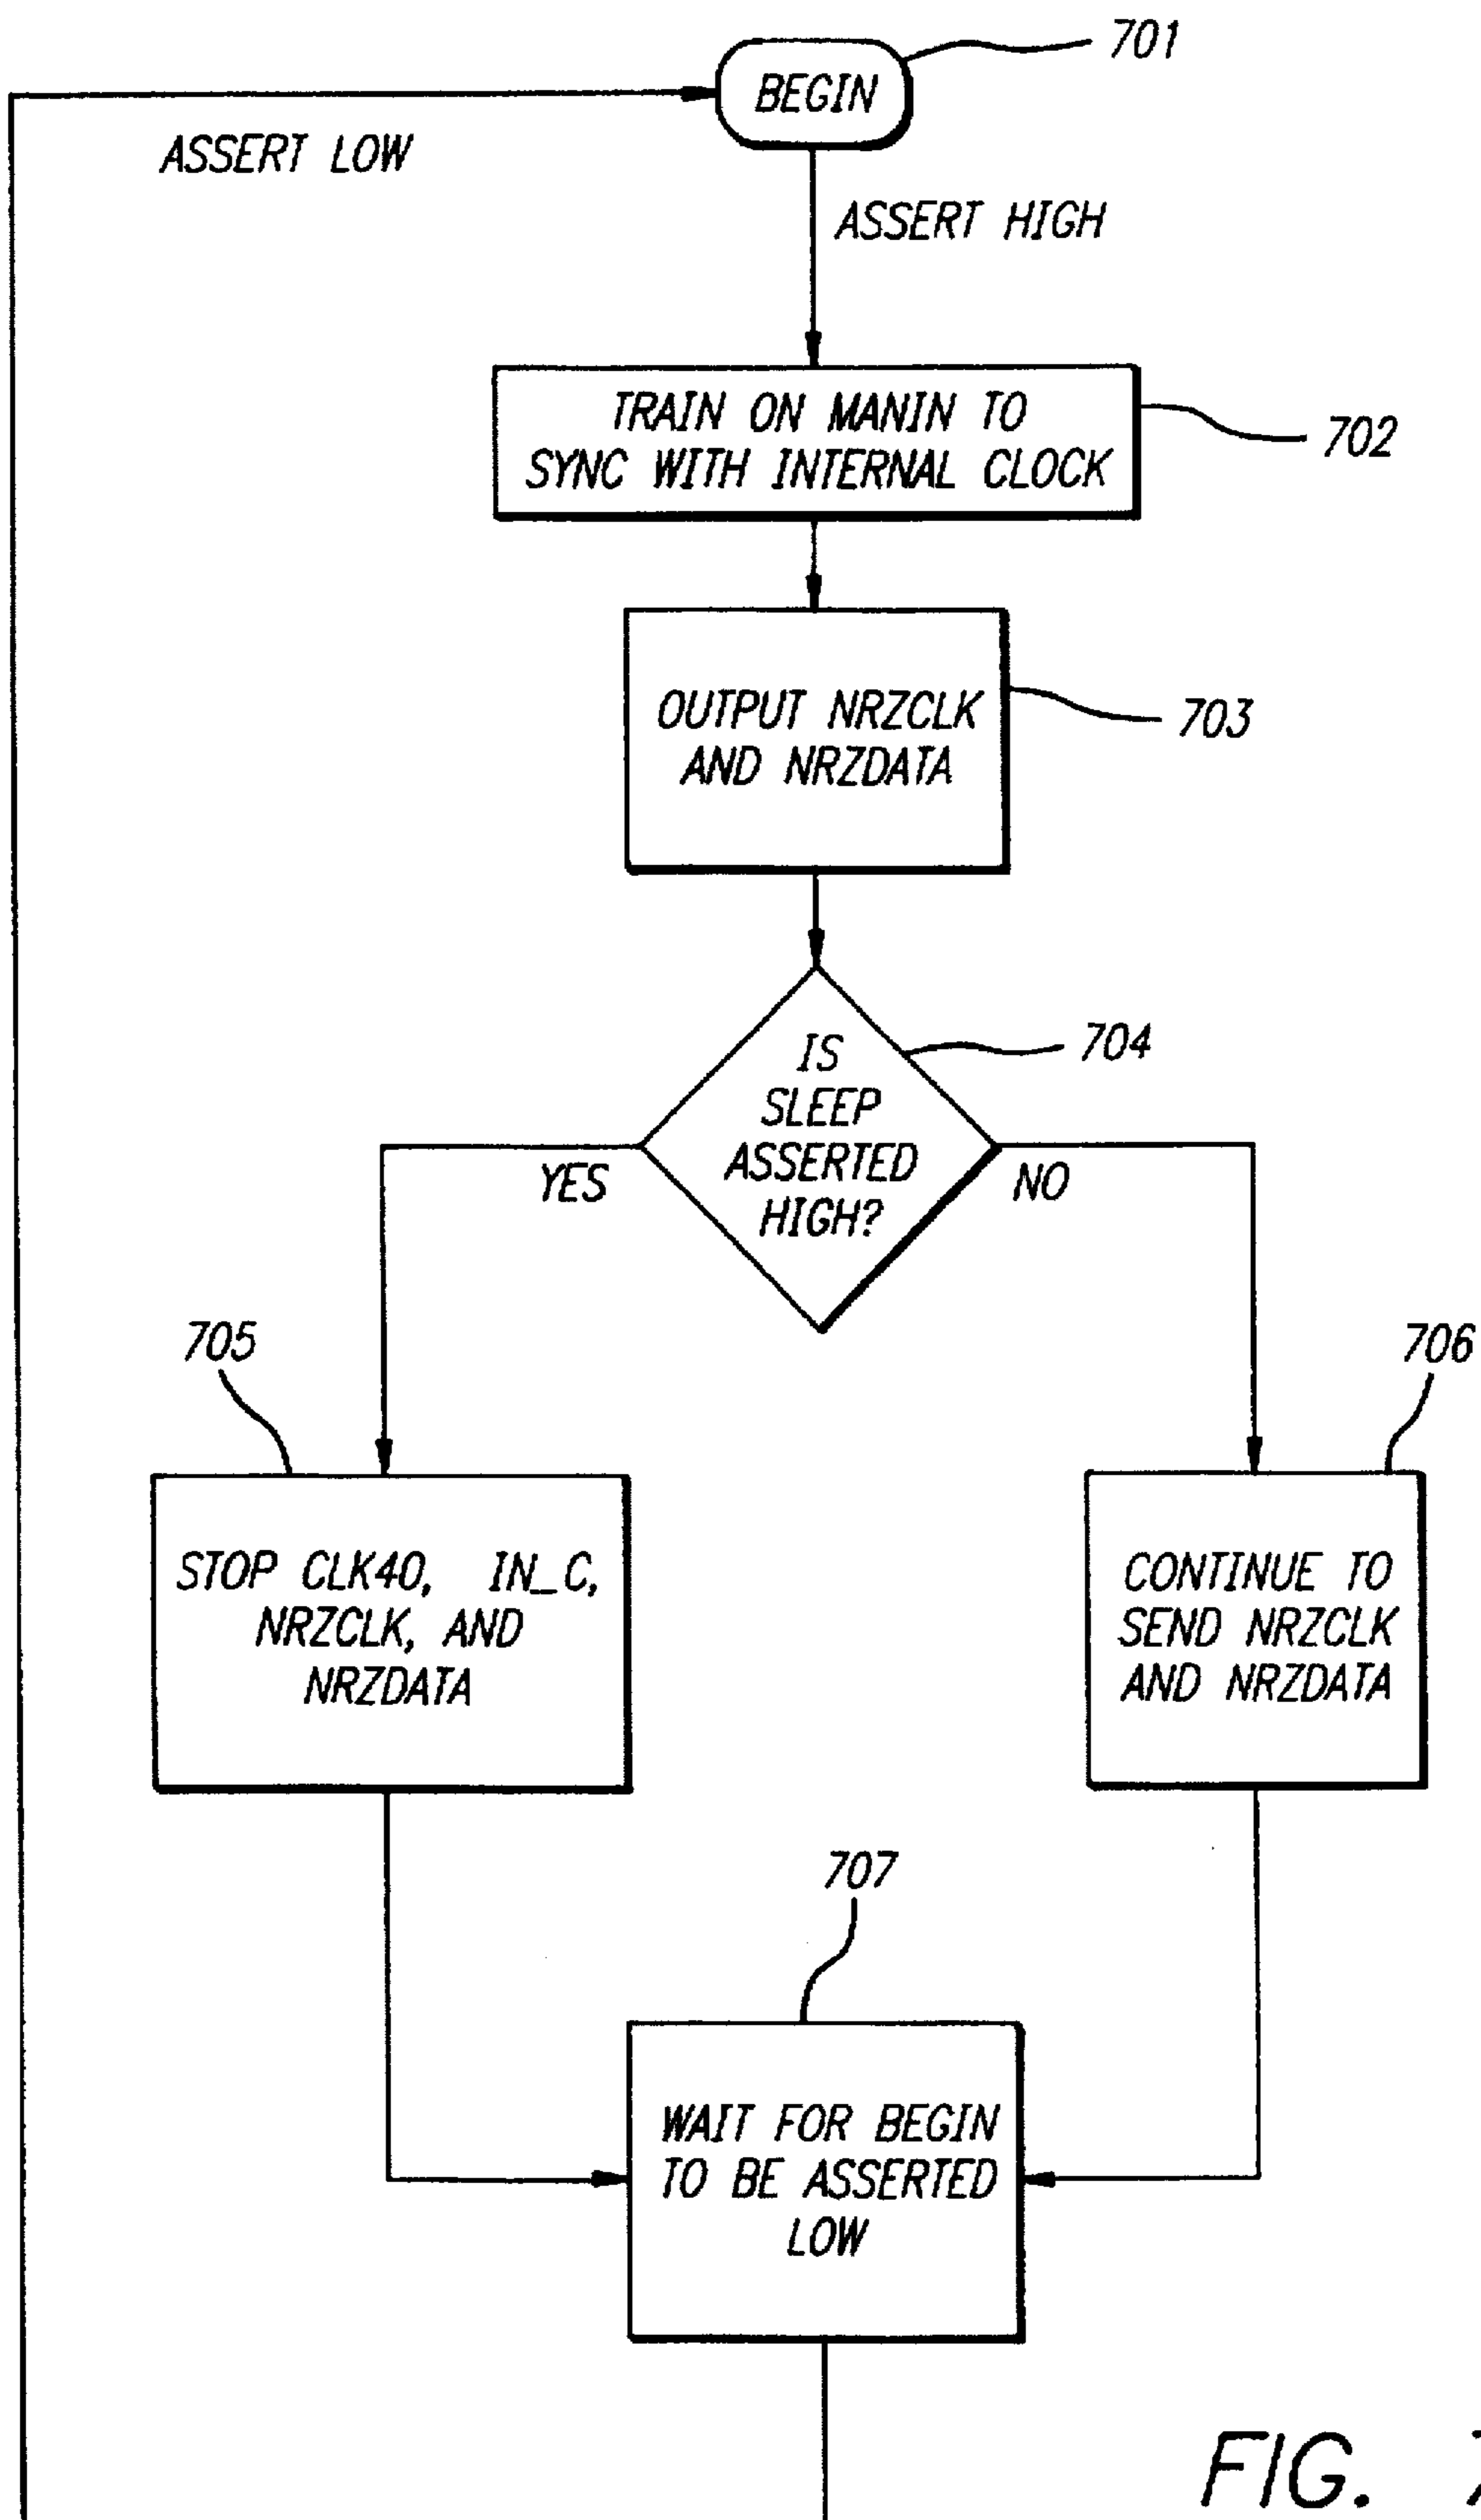 701
BEGIN
ASSERT LOW
ASSERT HIGH
TRAIN ON MANIN TO
SYNC WITH INTERNAL CLOCK
702
OUTPUT NRZCLK
AND NRZDATA
703
IS
SLEEP
ASSERTED
HIGH?
704
YES
NO
705
706
STOP CLK40, IN_C,
NRZCLK, AND
NRZDATA
CONTINUE TO
SEND NRZCLK
AND NRZDATA
707
WAIT FOR BEGIN
TO BE ASSERTED
LOW
FIG.